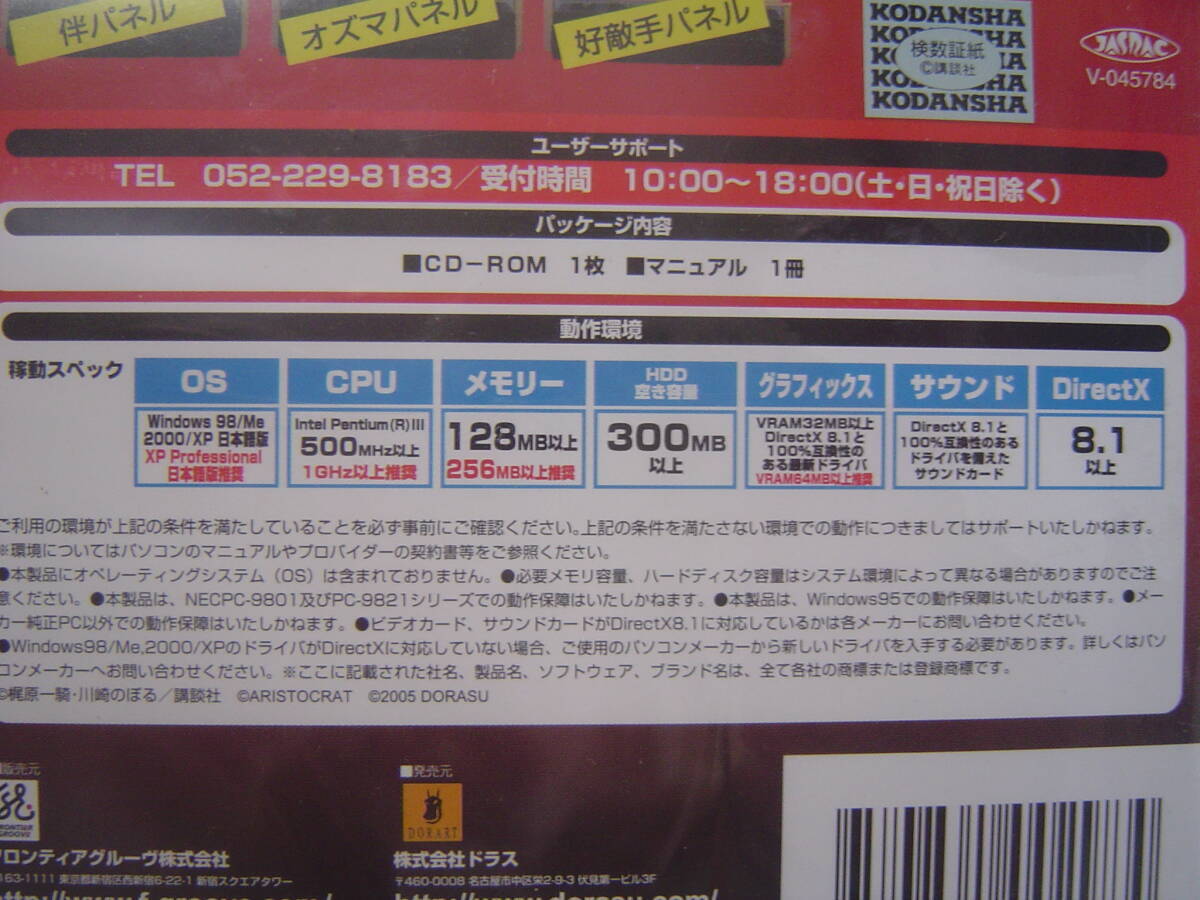 伴パネル
オズマパネル
好敵手パネル
KODANSHA
検数証紙
©講談社
KODANSHA
JASRAC
V-045784
ユーザーサポート
TEL 052-229-8183／受付時間 10:00～18:00(土・日・祝日除く)
パッケージ内容
■CD-ROM 1枚 ■マニュアル 1冊
動作環境
稼動スペック
OS
Windows 98/Me
2000/XP 日本語版
XP Professional
日本語版推奨
CPU
Intel Pentium(R)III
500MHz以上
1GHz以上推奨
メモリー
128MB以上
256MB以上推奨
HDD
空き容量
300MB
以上
グラフィックス
VRAM32MB以上
DirectX 8.1と
100%互換性の
ある最新ドライバ
VRAM64MB以上推奨
サウンド
DirectX 8.1と
100%互換性のある
ドライバを備えた
サウンドカード
DirectX
8.1
以上
ご利用の環境が上記の条件を満たしていることを必ず事前にご確認ください。上記の条件を満たさない環境での動作につきましてはサポートいたしかねます。
※環境についてはパソコンのマニュアルやプロバイダーの契約書等をご参照ください。
●本製品にオペレーティングシステム（OS）は含まれておりません。●必要メモリ容量、ハードディスク容量はシステム環境によって異なる場合がありますのでご注
意ください。●本製品は、NECPC-9801及びPC-9821シリーズでの動作保障はいたしかねます。●本製品は、Windows95での動作保障はいたしかねます。●メー
カー純正PC以外での動作保障はいたしかねます。●ビデオカード、サウンドカードがDirectX8.1に対応しているかは各メーカーにお問い合わせください。
●Windows98/Me,2000/XPのドライバがDirectXに対応していない場合、ご使用のパソコンメーカーから新しいドライバを入手する必要があります。詳しくはパソ
コンメーカーへお問い合わせください。※ここに記載された社名、製品名、ソフトウェア、ブランド名は、全て各社の商標または登録商標です。
©梶原一騎・川崎のぼる／講談社 ©ARISTOCRAT ©2005 DORASU
■販売元
FRONTIER
GROOVE
フロンティアグルーヴ株式会社
〒163-1111 東京都新宿区西新宿6-22-1 新宿スクエアタワー
http://www.f-groove.com/
■発売元
DORART
株式会社ドラス
〒460-0008 名古屋市中区栄2-9-3 伏見第一ビル3F
http://www.dorasu.com/